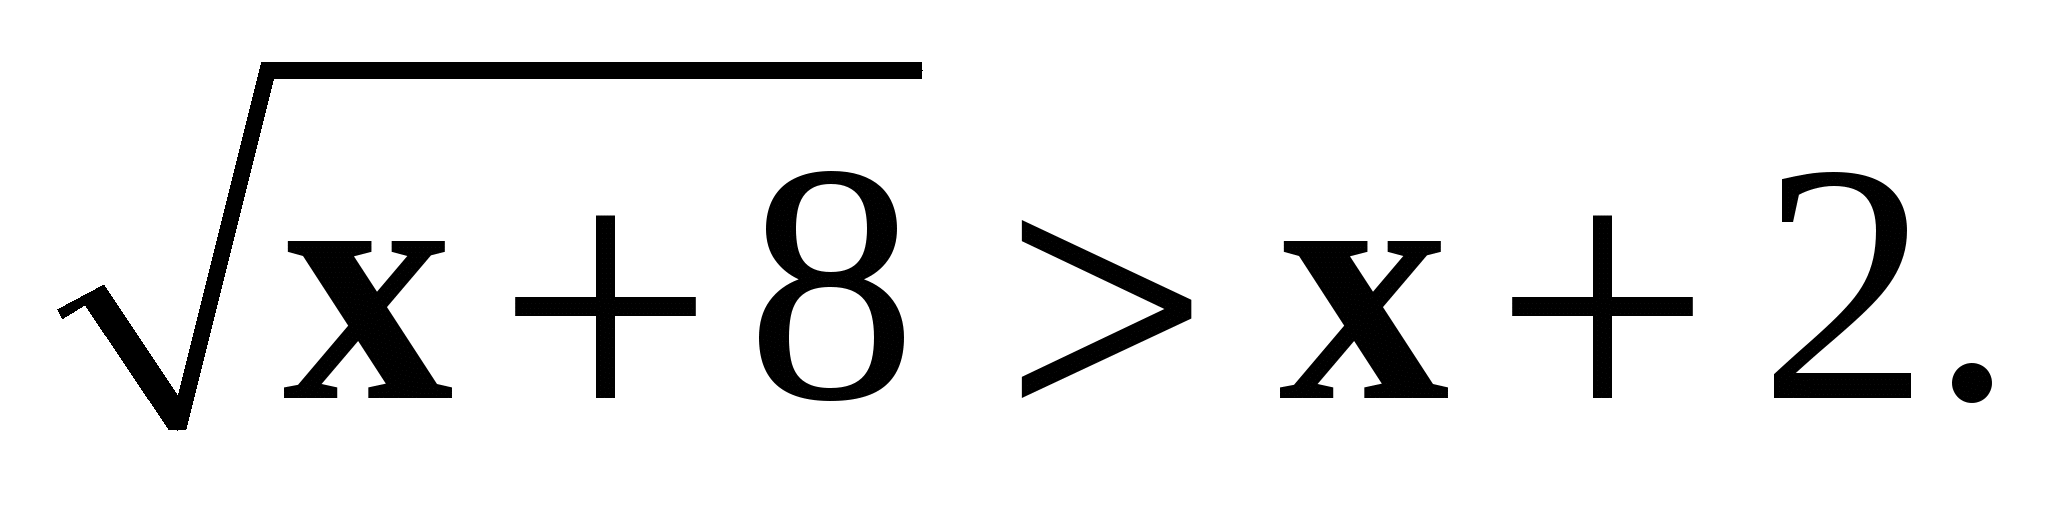 √x+8 > x+2.